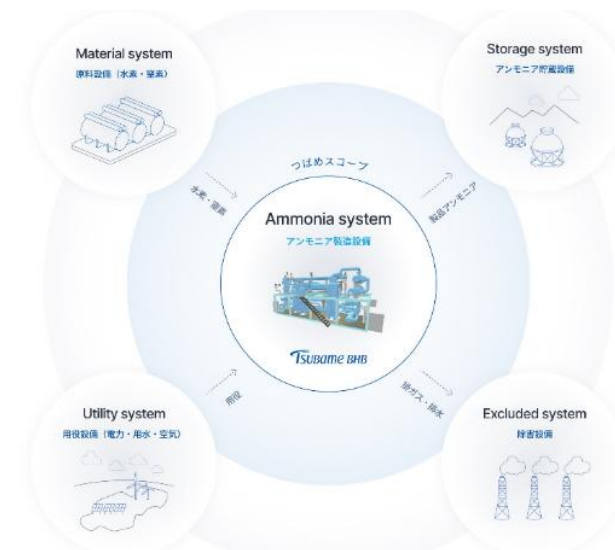 Material system
原料設備（水素・窒素）
Storage system
アンモニア貯蔵設備
つばめスコープ
水素・窒素
製品アンモニア
Ammonia system
アンモニア製造設備
TSUBAME BHB
用役
排ガス・排水
Utility system
用役設備（電力・用水・空気）
Excluded system
除害設備